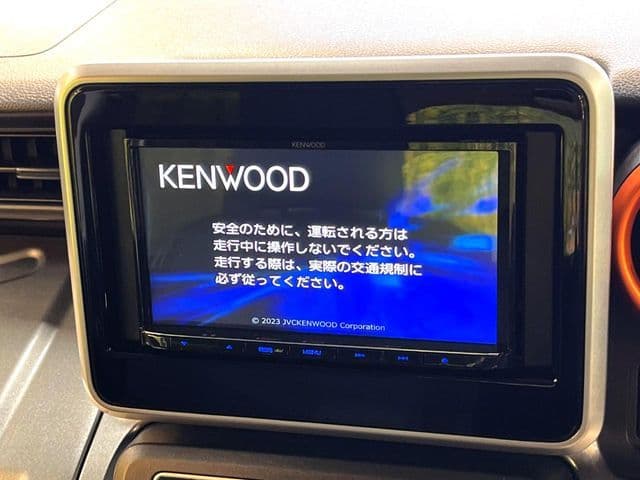 KENWOOD
KENWOOD
安全のために、運転される方は
走行中に操作しないでください。
走行する際は、実際の交通規制に
必ず従ってください。
© 2023 JVCKENWOOD Corporation
MENU